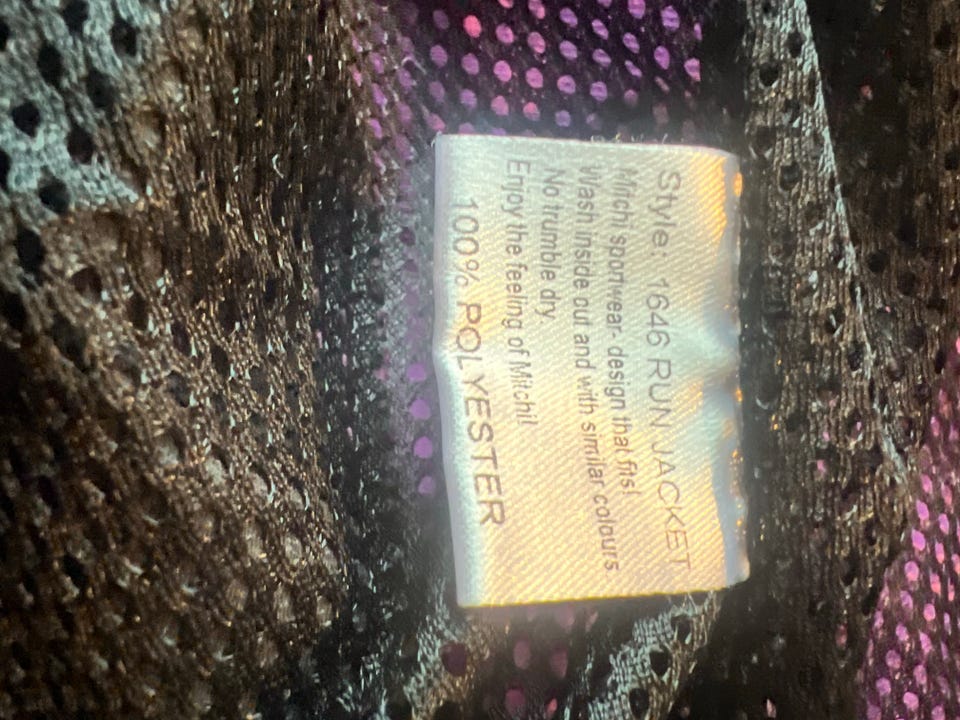 Style: 1646 RUN JACKET
Mitchi sportwear- design that fits!
Wash inside out and with similar colours
No trumble dry.
Enjoy the feeling of Mitchi!
100% POLYESTER